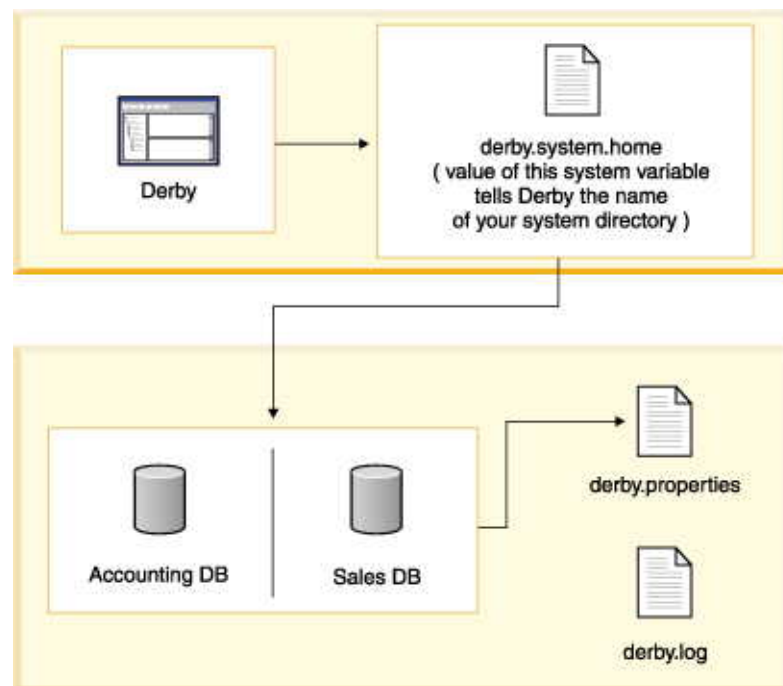 Derby
derby.system.home
( value of this system variable
tells Derby the name
of your system directory )
Accounting DB
Sales DB
derby.properties
derby.log